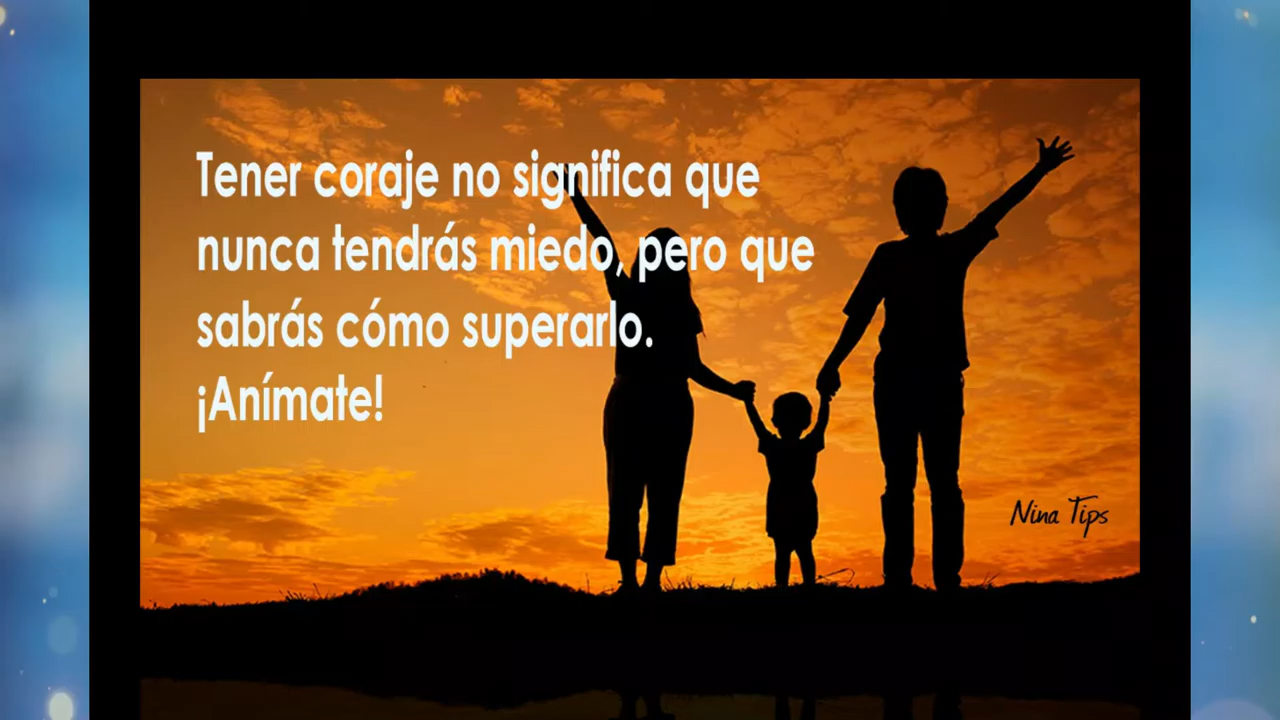 Tener coraje no significa que
nunca tendrás miedo, pero que
sabrás cómo superarlo.
¡Anímate!
Nina Tips